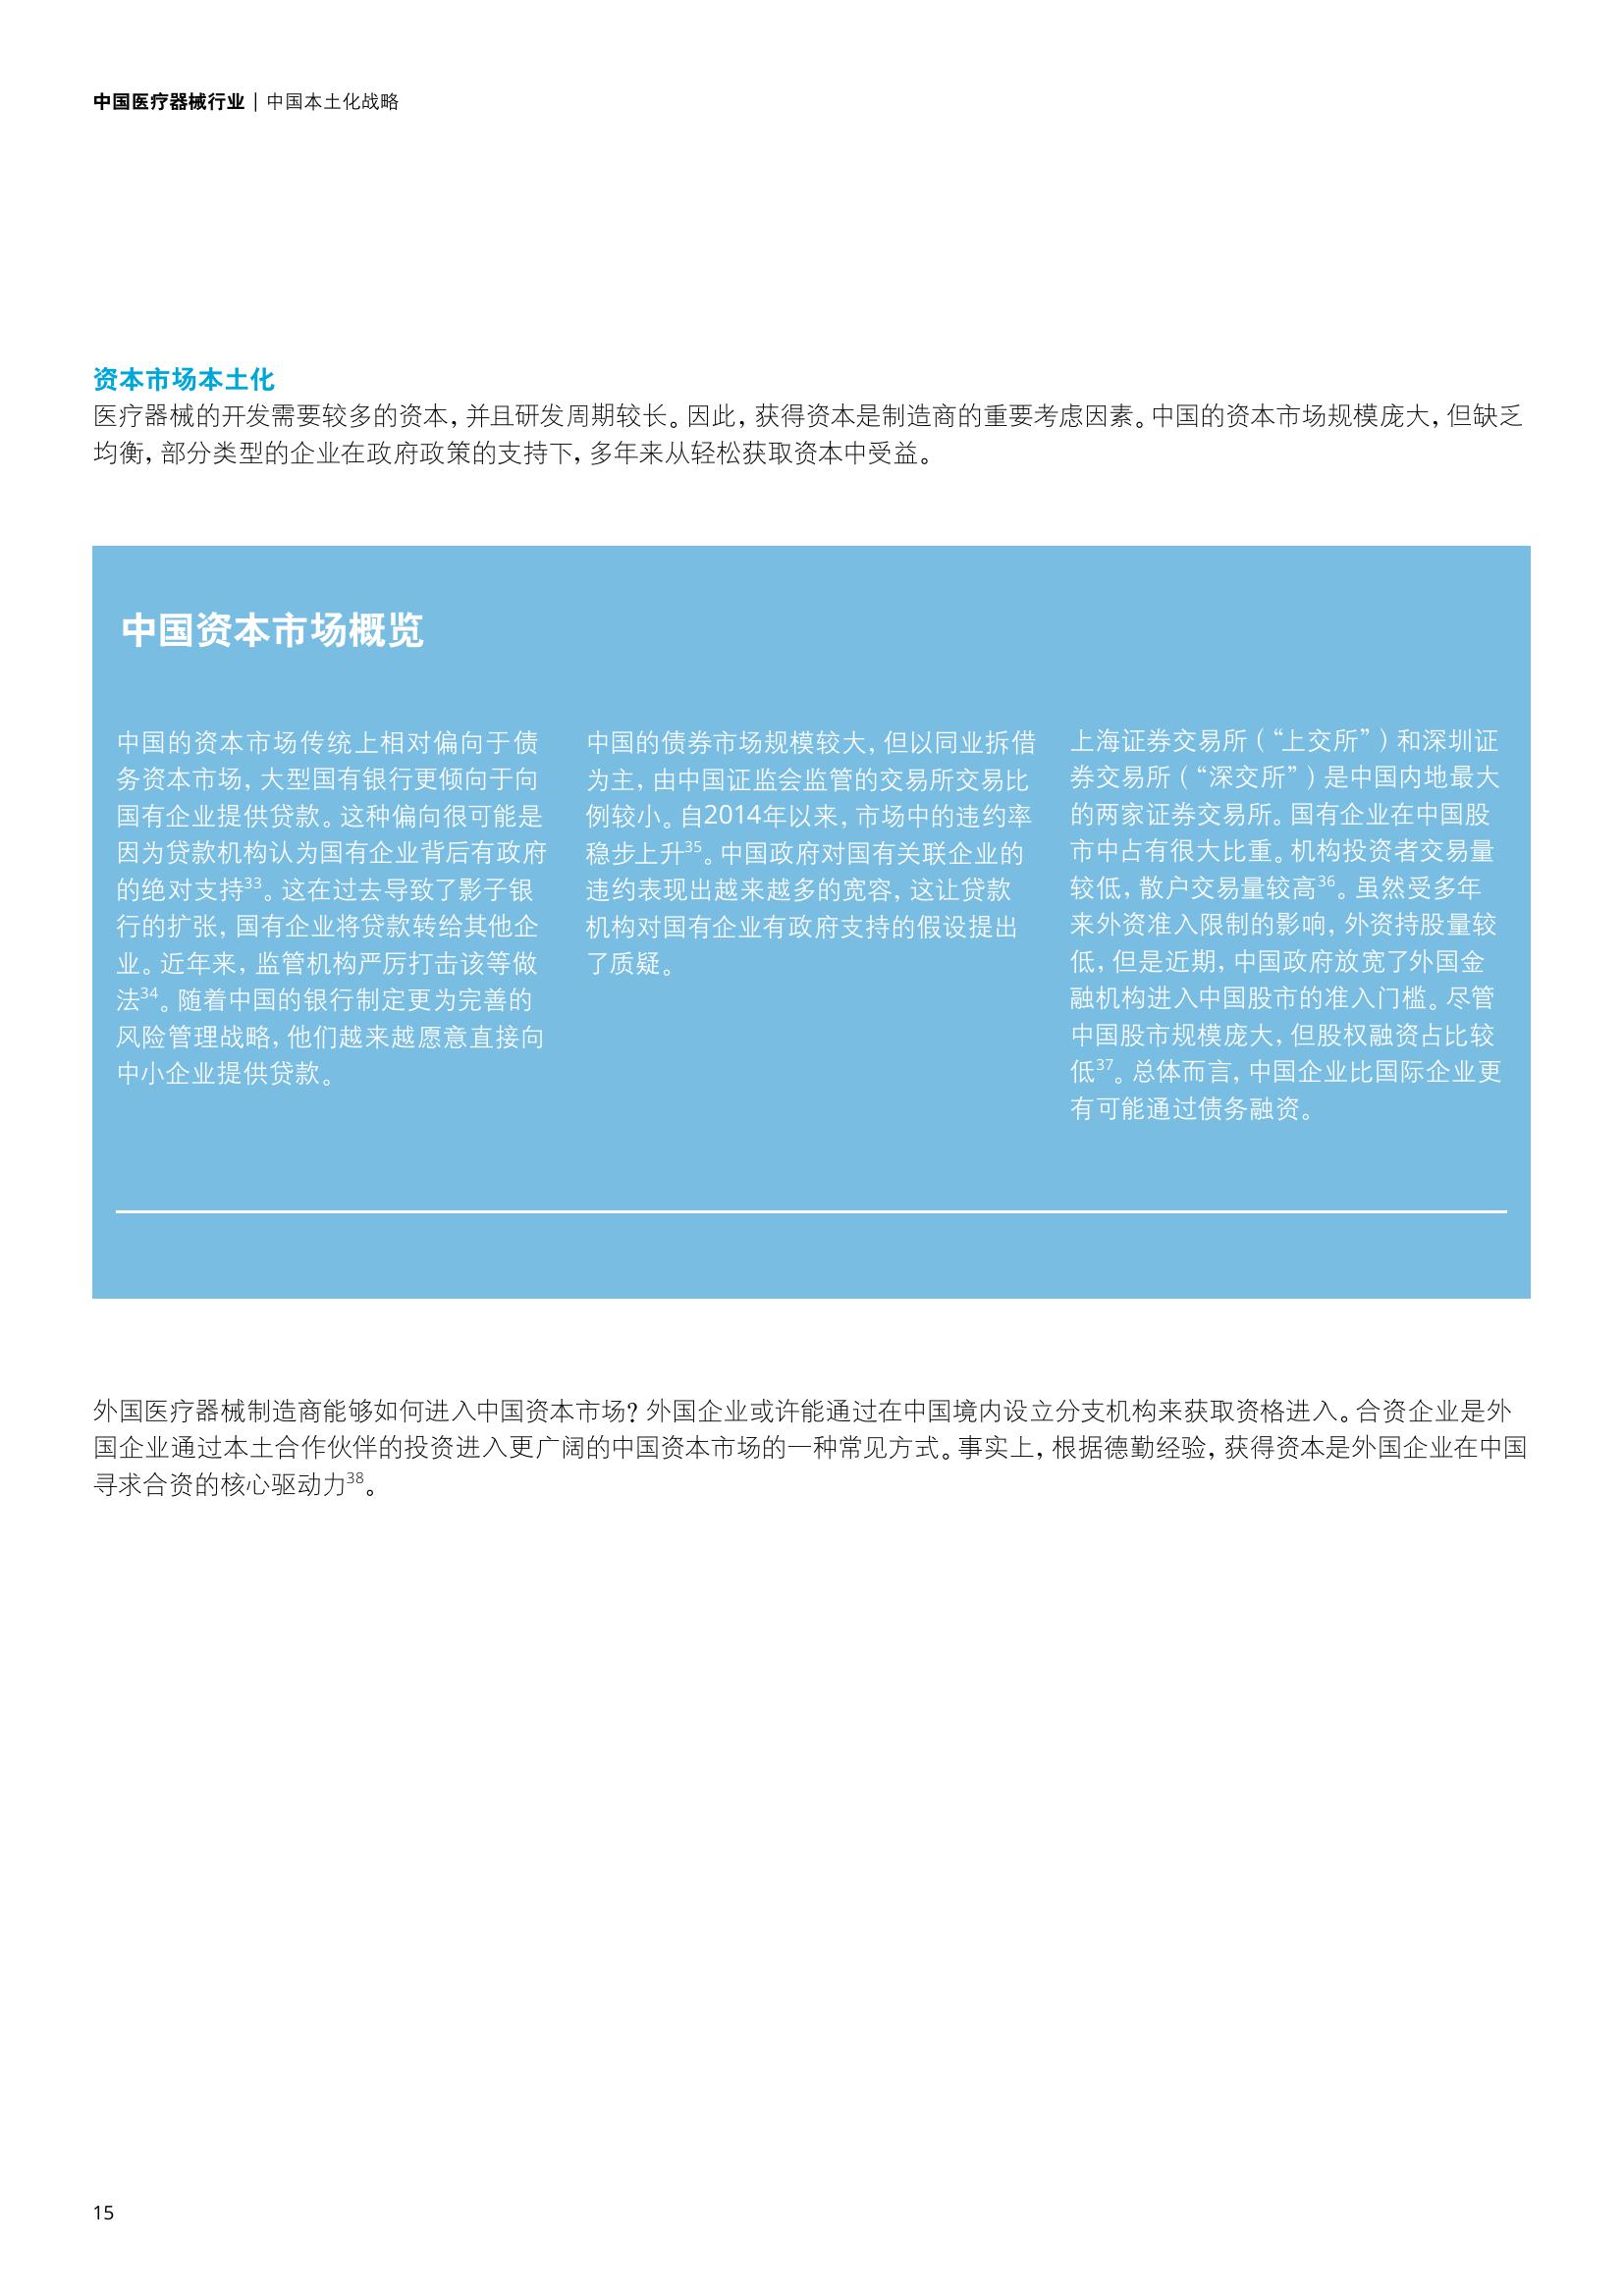 中国医疗器械行业 | 中国本土化战略
资本市场本土化
医疗器械的开发需要较多的资本，并且研发周期较长。因此，获得资本是制造商的重要考虑因素。中国的资本市场规模庞大，但缺乏
均衡，部分类型的企业在政府政策的支持下，多年来从轻松获取资本中受益。
中国资本市场概览
中国的资本市场传统上相对偏向于债
务资本市场，大型国有银行更倾向于向
国有企业提供贷款。这种偏向很可能是
因为贷款机构认为国有企业背后有政府
的绝对支持33。这在过去导致了影子银
行的扩张，国有企业将贷款转给其他企
业。近年来，监管机构严厉打击该等做
法34。随着中国的银行制定更为完善的
风险管理战略，他们越来越愿意直接向
中小企业提供贷款。
中国的债券市场规模较大，但以同业拆借
为主，由中国证监会监管的交易所交易比
例较小。自2014年以来，市场中的违约率
稳步上升35。中国政府对国有关联企业的
违约表现出越来越多的宽容，这让贷款
机构对国有企业有政府支持的假设提出
了质疑。
上海证券交易所（“上交所”）和深圳证
券交易所（“深交所”）是中国内地最大
的两家证券交易所。国有企业在中国股
市中占有很大比重。机构投资者交易量
较低，散户交易量较高36。虽然受多年
来外资准入限制的影响，外资持股量较
低，但是近期，中国政府放宽了外国金
融机构进入中国股市的准入门槛。尽管
中国股市规模庞大，但股权融资占比较
低37。总体而言，中国企业比国际企业更
有可能通过债务融资。
外国医疗器械制造商能够如何进入中国资本市场？外国企业或许能通过在中国境内设立分支机构来获取资格进入。合资企业是外
国企业通过本土合作伙伴的投资进入更广阔的中国资本市场的一种常见方式。事实上，根据德勤经验，获得资本是外国企业在中国
寻求合资的核心驱动力38。
15